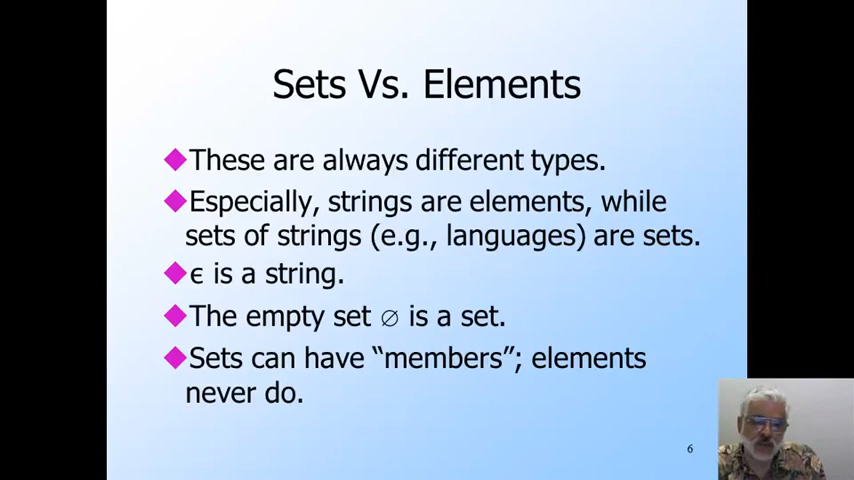 Sets Vs. Elements
◆These are always different types.
◆Especially, strings are elements, while
sets of strings (e.g., languages) are sets.
◆ϵ is a string.
◆The empty set ∅ is a set.
◆Sets can have “members”; elements
never do.
6